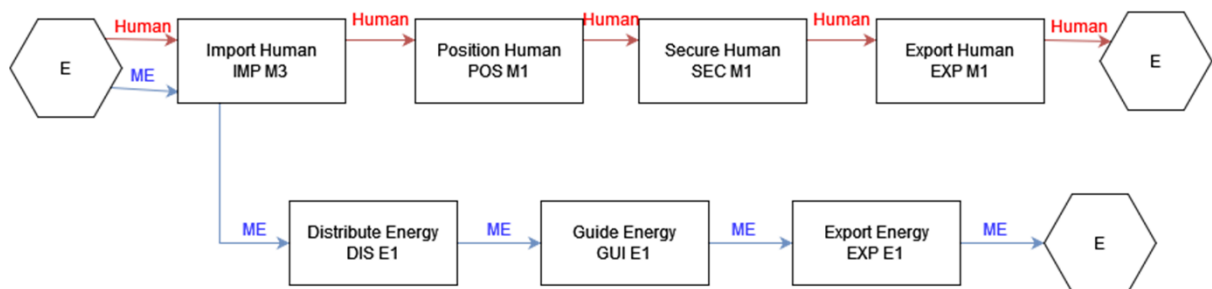 E
Human
ME
Import Human
IMP M3
Human
Position Human
POS M1
Human
Secure Human
SEC M1
Human
Export Human
EXP M1
Human
E
ME
Distribute Energy
DIS E1
ME
Guide Energy
GUI E1
ME
Export Energy
EXP E1
ME
E